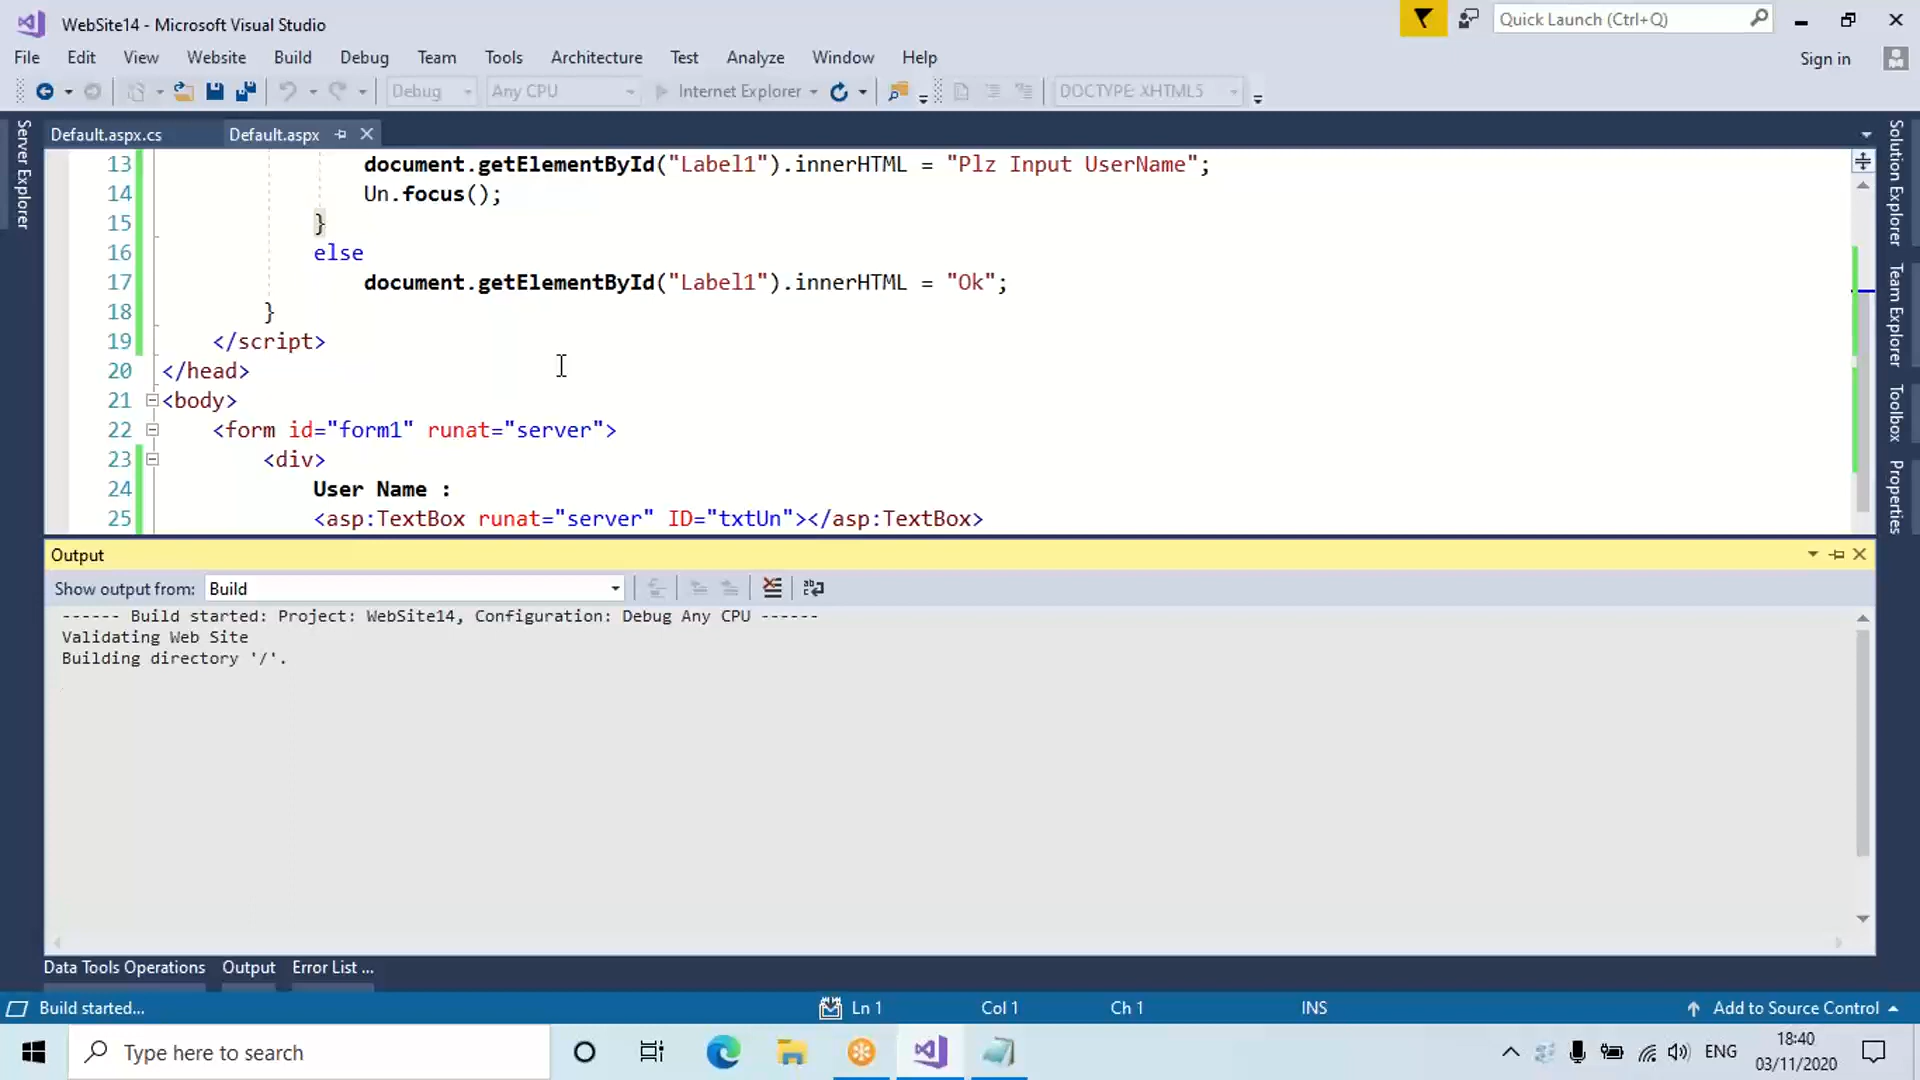 WebSite14 - Microsoft Visual Studio
Quick Launch (Ctrl+Q)
File Edit View Website Build Debug Team Tools Architecture Test Analyze Window Help
Sign in
Debug Any CPU Internet Explorer DOCTYPE: XHTML5
Server Explorer
Default.aspx.cs Default.aspx
Solution Explorer
Team Explorer
Toolbox
Properties
13 document.getElementById("Label1").innerHTML = "Plz Input UserName";
14 Un.focus();
15 }
16 else
17 document.getElementById("Label1").innerHTML = "Ok";
18 }
19 </script>
20 </head>
21 <body>
22 <form id="form1" runat="server">
23 <div>
24 User Name :
25 <asp:TextBox runat="server" ID="txtUn"></asp:TextBox>
Output
Show output from: Build
------ Build started: Project: WebSite14, Configuration: Debug Any CPU ------
Validating Web Site
Building directory '/'.
Data Tools Operations Output Error List ...
Build started... Ln 1 Col 1 Ch 1 INS Add to Source Control
Type here to search
ENG
18:40
03/11/2020